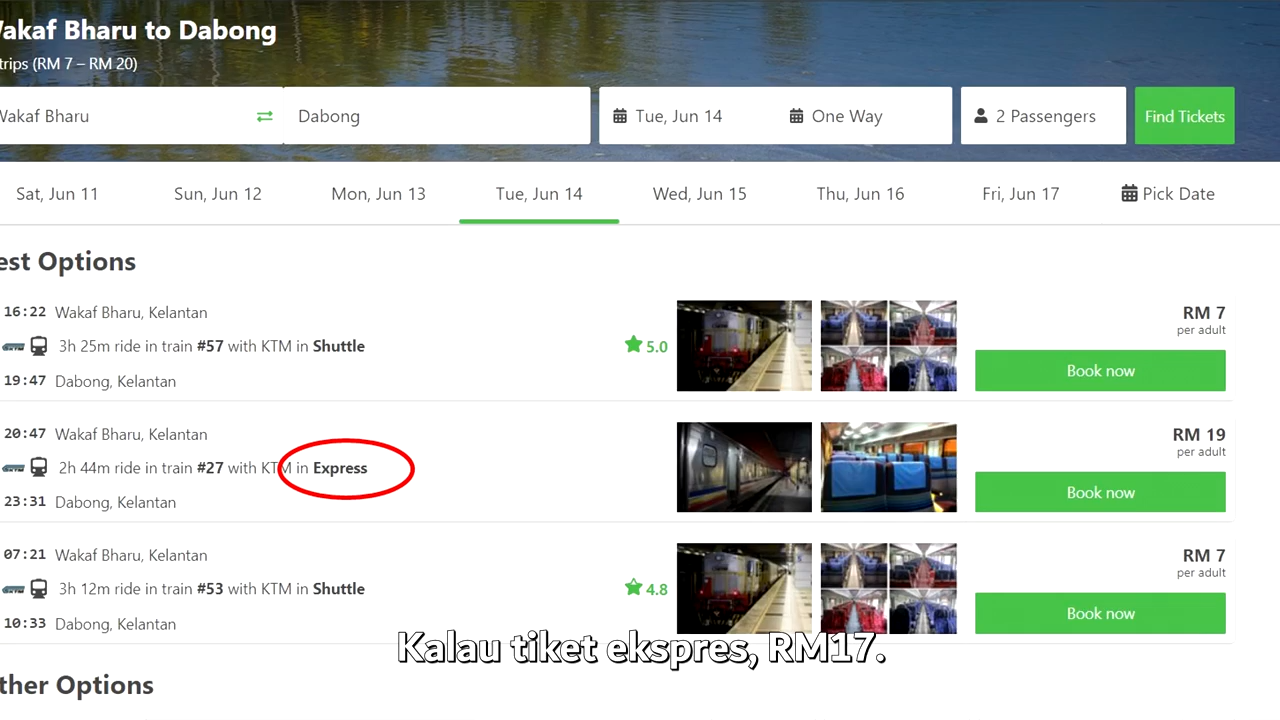 Wakaf Bharu to Dabong
trips (RM 7 – RM 20)
Wakaf Bharu
Dabong
Tue, Jun 14
One Way
2 Passengers
Find Tickets
Sat, Jun 11
Sun, Jun 12
Mon, Jun 13
Tue, Jun 14
Wed, Jun 15
Thu, Jun 16
Fri, Jun 17
Pick Date
est Options
16:22 Wakaf Bharu, Kelantan
3h 25m ride in train #57 with KTM in Shuttle
19:47 Dabong, Kelantan
5.0
RM 7
per adult
Book now
20:47 Wakaf Bharu, Kelantan
2h 44m ride in train #27 with KTM in Express
23:31 Dabong, Kelantan
RM 19
per adult
Book now
07:21 Wakaf Bharu, Kelantan
3h 12m ride in train #53 with KTM in Shuttle
10:33 Dabong, Kelantan
4.8
RM 7
per adult
Book now
Kalau tiket ekspres, RM17.
ther Options